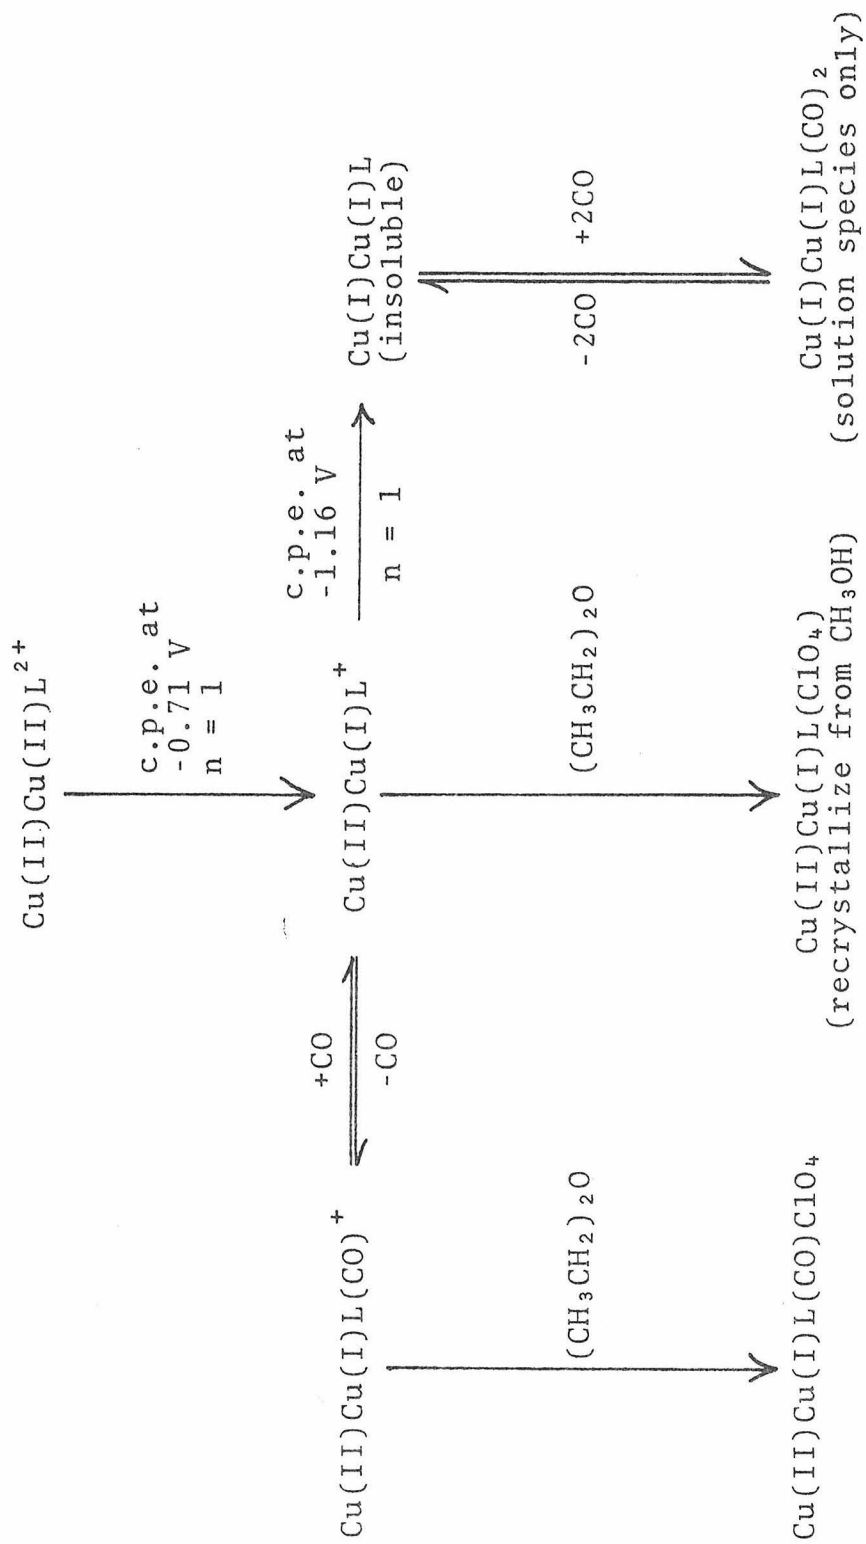 Cu(II)Cu(II)L²⁺
c.p.e. at
-0.71 V
n = 1
Cu(II)Cu(I)L(CO)⁺
+CO
-CO
Cu(II)Cu(I)L⁺
c.p.e. at
-1.16 V
n = 1
Cu(I)Cu(I)L
(insoluble)
(CH₃CH₂)₂O
(CH₃CH₂)₂O
-2CO
+2CO
Cu(II)Cu(I)L(CO)ClO₄
Cu(II)Cu(I)L(ClO₄)
(recrystallize from CH₃OH)
Cu(I)Cu(I)L(CO)₂
(solution species only)